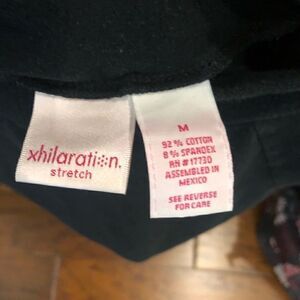 xhilaration.
stretch
M
92% COTTON
8% SPANDEX
RN #17730
ASSEMBLED IN
MEXICO
SEE REVERSE
FOR CARE